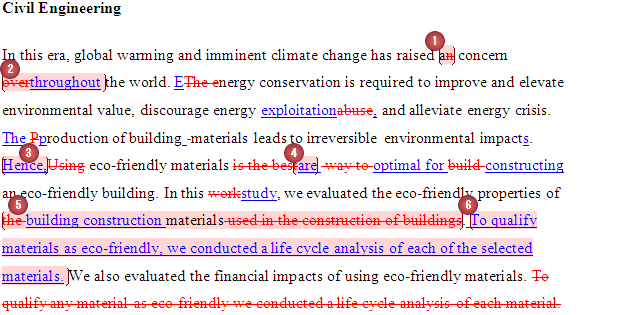 Civil Engineering
1
In this era, global warming and imminent climate change has raised an concern
2
overthroughout the world. EThe energy conservation is required to improve and elevate
environmental value, discourage energy exploitationabuse, and alleviate energy crisis.
The Pproduction of building -materials leads to irreversible environmental impacts.
3 4
Hence,Using eco-friendly materials is the bestare way to optimal for build constructing
an eco-friendly building. In this workstudy, we evaluated the eco-friendly properties of
5 6
the building construction materials used in the construction of buildings. To qualify
materials as eco-friendly, we conducted a life cycle analysis of each of the selected
materials. We also evaluated the financial impacts of using eco-friendly materials. To
qualify any material as eco-friendly we conducted a life cycle analysis of each material.